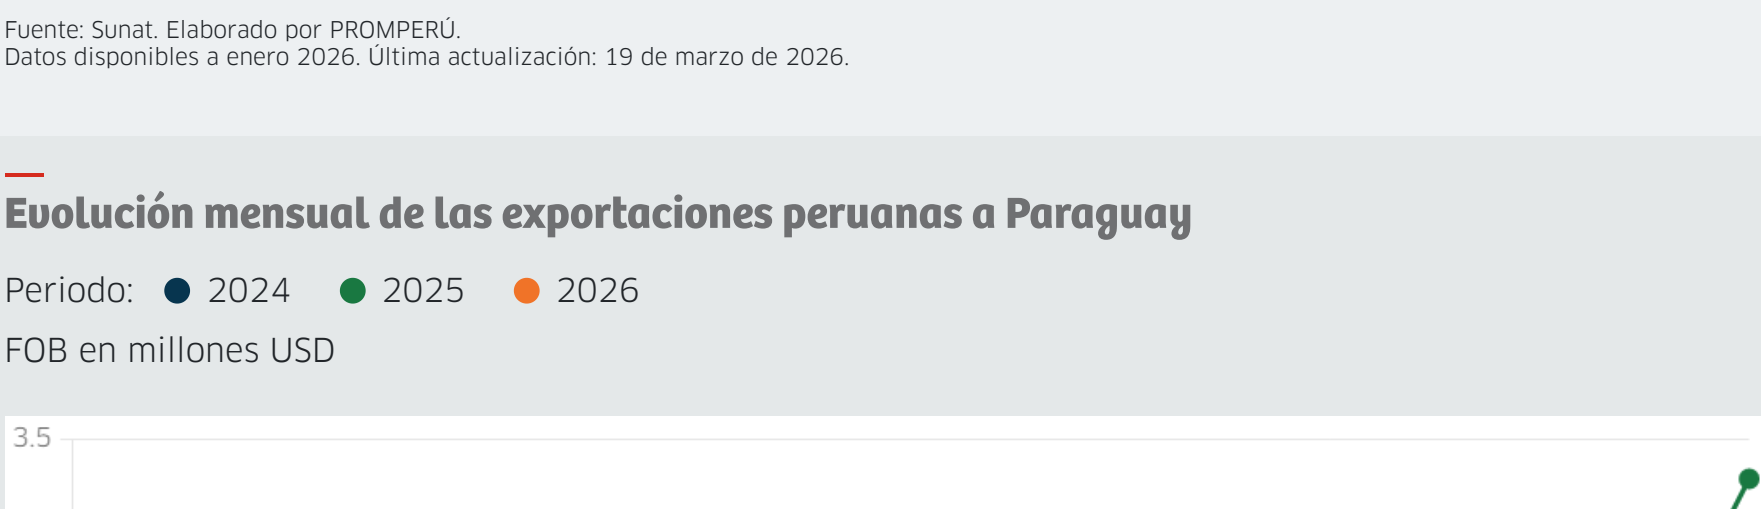 Fuente: Sunat. Elaborado por PROMPERÚ.
Datos disponibles a enero 2026. Última actualización: 19 de marzo de 2026.
Evolución mensual de las exportaciones peruanas a Paraguay
Periodo: 2024 2025 2026
FOB en millones USD
3.5